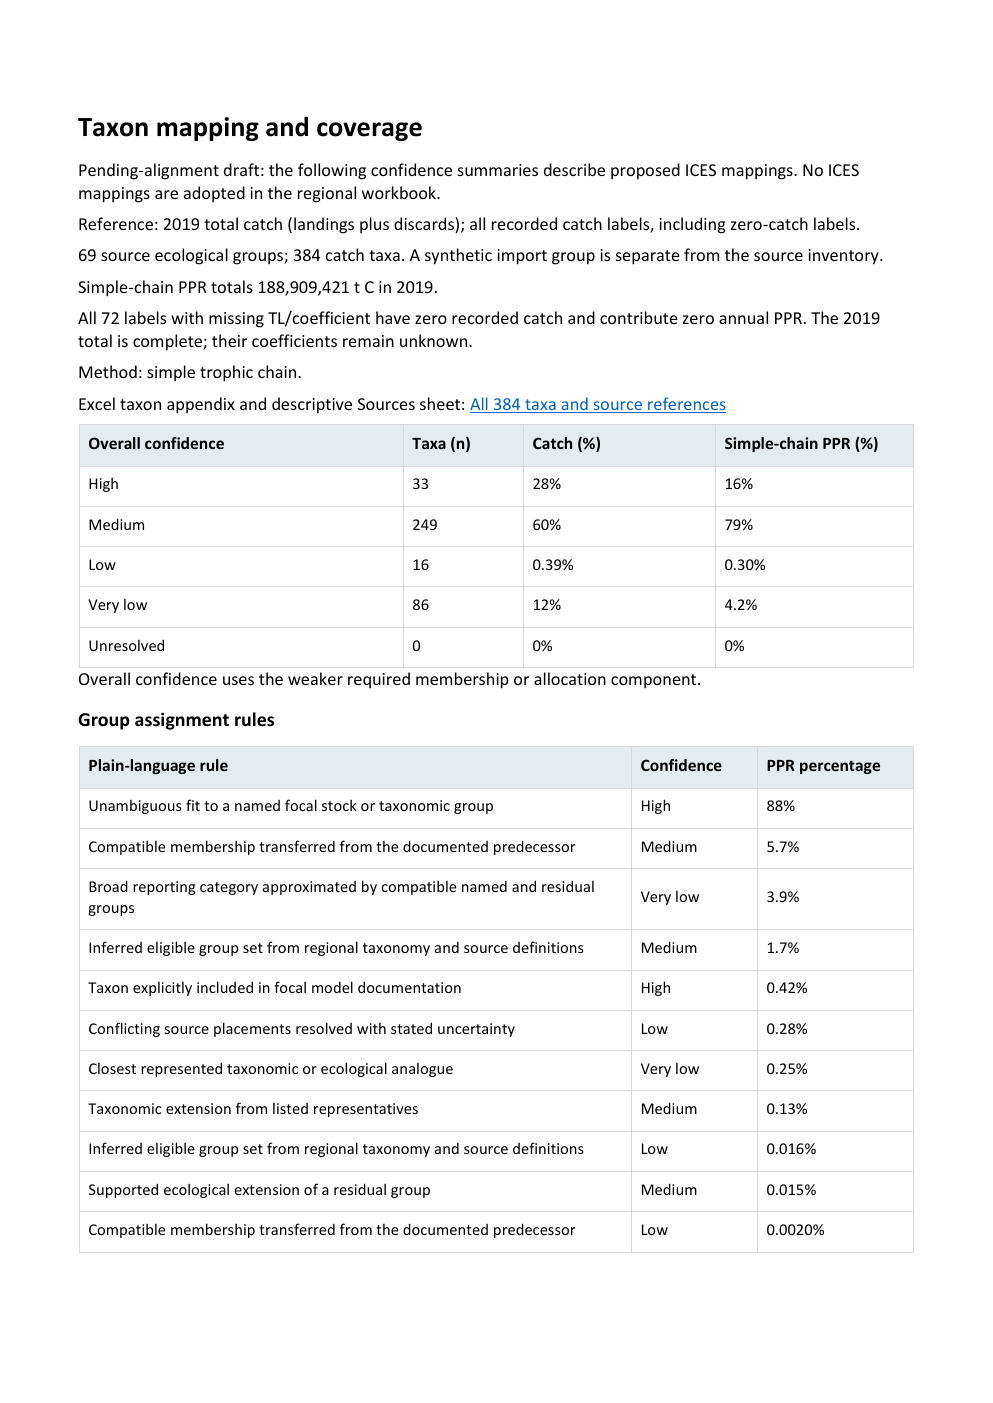 Taxon mapping and coverage
Pending-alignment draft: the following confidence summaries describe proposed ICES mappings. No ICES
mappings are adopted in the regional workbook.
Reference: 2019 total catch (landings plus discards); all recorded catch labels, including zero-catch labels.
69 source ecological groups; 384 catch taxa. A synthetic import group is separate from the source inventory.
Simple-chain PPR totals 188,909,421 t C in 2019.
All 72 labels with missing TL/coefficient have zero recorded catch and contribute zero annual PPR. The 2019
total is complete; their coefficients remain unknown.
Method: simple trophic chain.
Excel taxon appendix and descriptive Sources sheet: All 384 taxa and source references
Overall confidence Taxa (n) Catch (%) Simple-chain PPR (%)
High 33 28% 16%
Medium 249 60% 79%
Low 16 0.39% 0.30%
Very low 86 12% 4.2%
Unresolved 0 0% 0%
Overall confidence uses the weaker required membership or allocation component.
Group assignment rules
Plain-language rule Confidence PPR percentage
Unambiguous fit to a named focal stock or taxonomic group High 88%
Compatible membership transferred from the documented predecessor Medium 5.7%
Broad reporting category approximated by compatible named and residual
groups Very low 3.9%
Inferred eligible group set from regional taxonomy and source definitions Medium 1.7%
Taxon explicitly included in focal model documentation High 0.42%
Conflicting source placements resolved with stated uncertainty Low 0.28%
Closest represented taxonomic or ecological analogue Very low 0.25%
Taxonomic extension from listed representatives Medium 0.13%
Inferred eligible group set from regional taxonomy and source definitions Low 0.016%
Supported ecological extension of a residual group Medium 0.015%
Compatible membership transferred from the documented predecessor Low 0.0020%